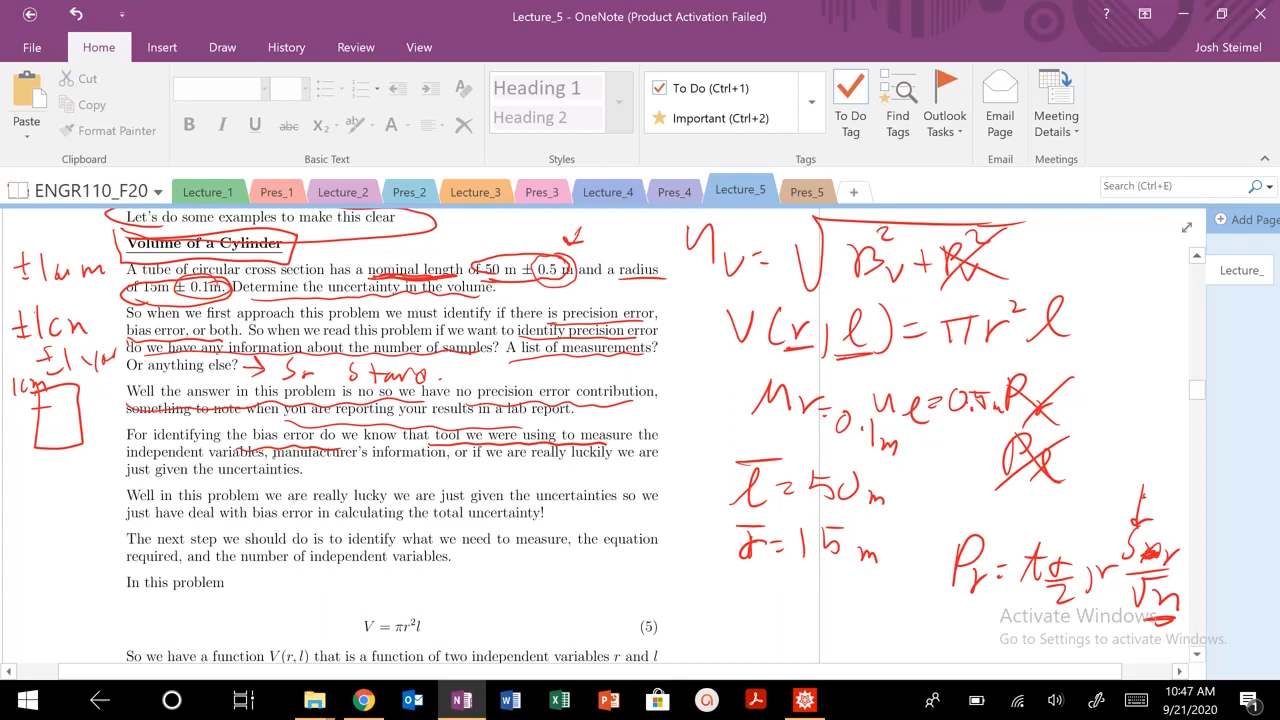 Lecture_5 - OneNote (Product Activation Failed)
File Home Insert Draw History Review View Josh Steimel
Paste Cut Copy Format Painter
Clipboard
B I U abc X₂ A
Basic Text
Heading 1
Heading 2
Styles
To Do (Ctrl+1)
Important (Ctrl+2)
To Do Tag
Find Tags
Tags
Outlook Tasks
Email Page
Email
Meeting Details
Meetings
ENGR110_F20 Lecture_1 Pres_1 Lecture_2 Pres_2 Lecture_3 Pres_3 Lecture_4 Pres_4 Lecture_5 Pres_5 Search (Ctrl+E)
Add Page
Lecture_
Let's do some examples to make this clear
Volume of a Cylinder
A tube of circular cross section has a nominal length of 50 m ± 0.5 m and a radius
of 15m ± 0.1m. Determine the uncertainty in the volume.
So when we first approach this problem we must identify if there is precision error,
bias error, or both. So when we read this problem if we want to identify precision error
do we have any information about the number of samples? A list of measurements?
Or anything else?
Well the answer in this problem is no so we have no precision error contribution,
something to note when you are reporting your results in a lab report.
For identifying the bias error do we know that tool we were using to measure the
independent variables, manufacturer's information, or if we are really luckily we are
just given the uncertainties.
Well in this problem we are really lucky we are just given the uncertainties so we
just have deal with bias error in calculating the total uncertainty!
The next step we should do is to identify what we need to measure, the equation
required, and the number of independent variables.
In this problem
V = πr²l (5)
So we have a function V(r, l) that is a function of two independent variables r and l
±1cm
1cm
V(r, l) = πr² l
0.1m
l = 50 m
r = 15 m
Activate Windows
Go to Settings to activate Windows.
10:47 AM
9/21/2020